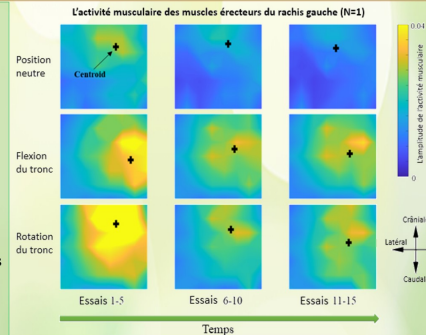 L'activité musculaire des muscles érecteurs du rachis gauche (N=1)
Position
neutre
Centroid
Flexion
du tronc
Rotation
du tronc
0.04
L'amplitude de l'activité musculaire
0
Crânial
Latéral
Caudal
Essais 1-5
Essais 6-10
Essais 11-15
Temps